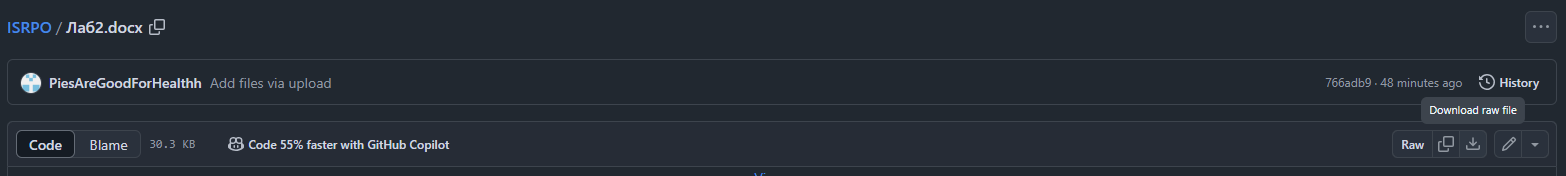 ISRPO / Лаб2.docx
PiesAreGoodForHealthh Add files via upload 766adb9 · 48 minutes ago History
Download raw file
Code Blame 30.3 KB Code 55% faster with GitHub Copilot Raw